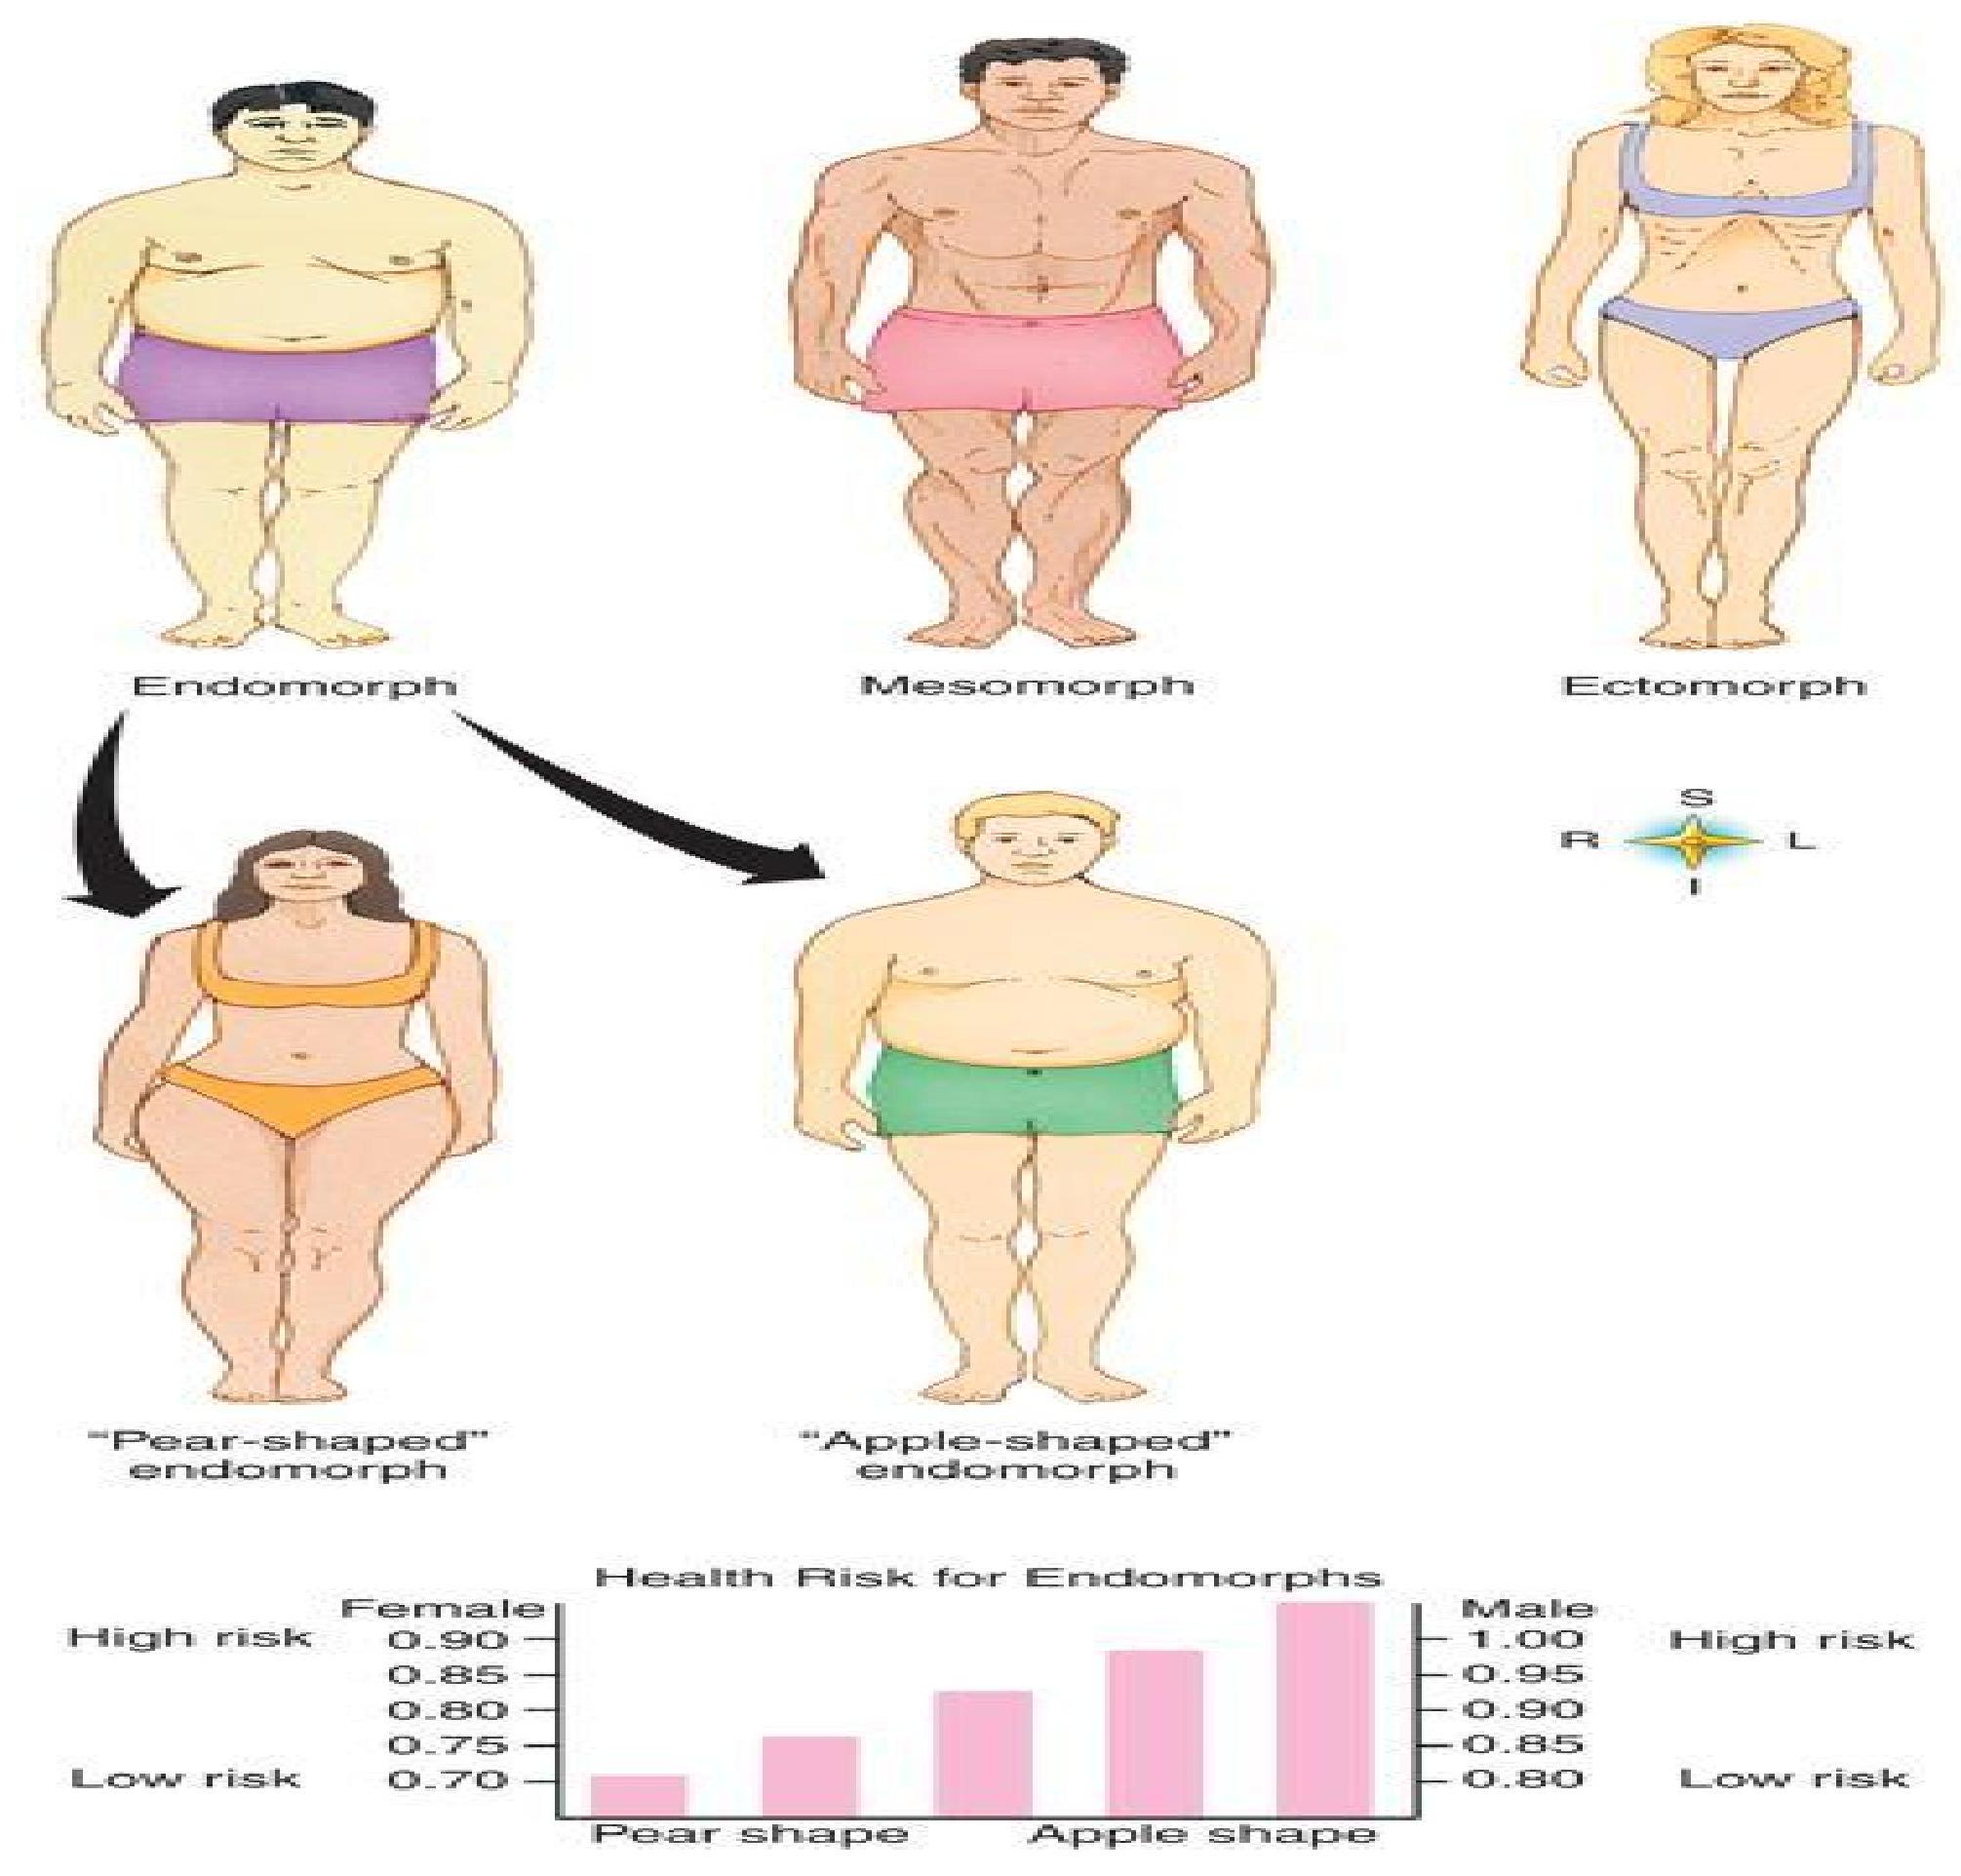 Endomorph
Mesomorph
Ectomorph
S
R L
I
"Pear-shaped"
endomorph
"Apple-shaped"
endomorph
Health Risk for Endomorphs
Female Male
High risk 0.90 1.00 High risk
0.85 0.95
0.80 0.90
0.75 0.85
Low risk 0.70 0.80 Low risk
Pear shape Apple shape